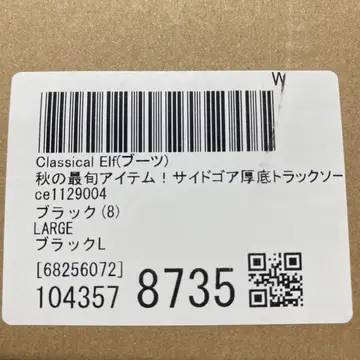 W
Classical Elf(ブーツ)
秋の最旬アイテム！サイドゴア厚底トラックソー
ce1129004
ブラック(8)
LARGE
ブラックL
[68256072]
104357 8735